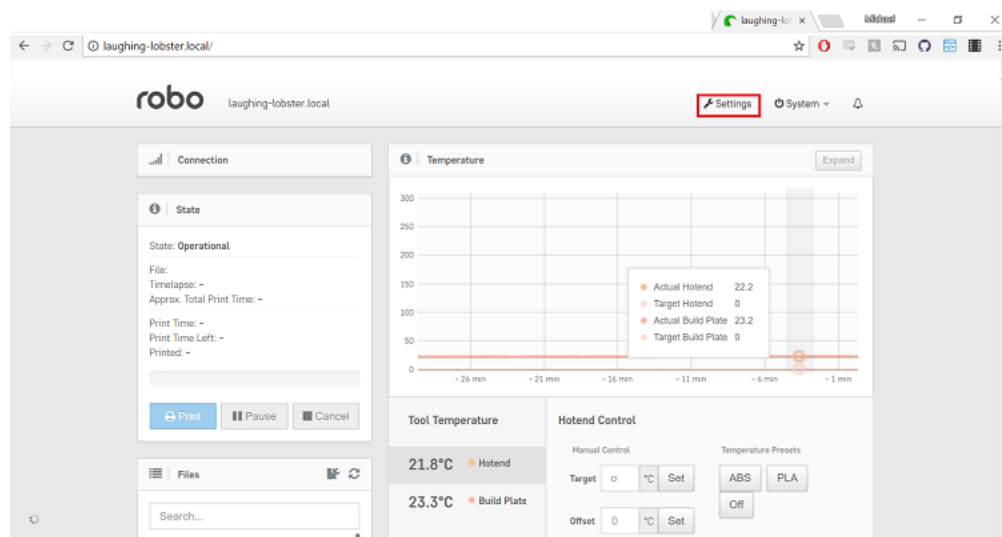 laughing-lo
Michael
laughing-lobster.local/
robo
laughing-lobster.local
Settings
System
Connection
State
State: Operational
File:
Timelapse: -
Approx. Total Print Time: -
Print Time: -
Print Time Left: -
Printed: -
Print
Pause
Cancel
Files
Search...
Temperature
Expand
300
250
200
150
100
50
0
- 26 min
- 21 min
- 16 min
- 11 min
- 6 min
- 1 min
Actual Hotend 22.2
Target Hotend 0
Actual Build Plate 23.2
Target Build Plate 0
Tool Temperature
21.8°C Hotend
23.3°C Build Plate
Hotend Control
Manual Control
Target °C Set
Offset 0 °C Set
Temperature Presets
ABS PLA
Off